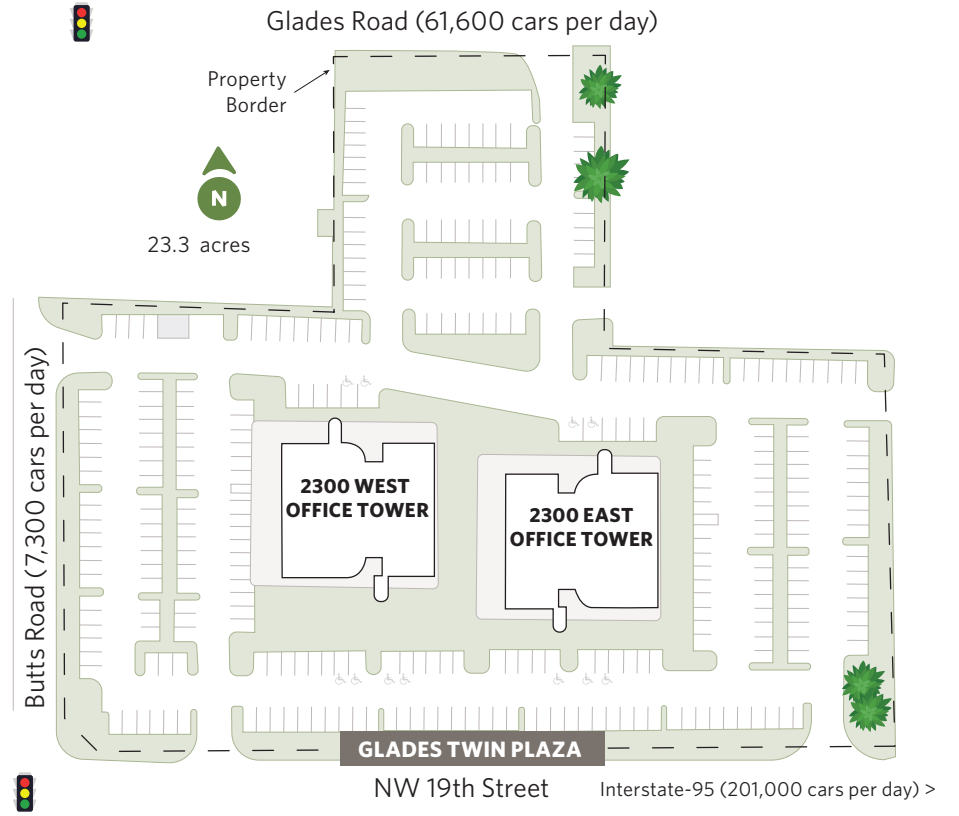 Glades Road (61,600 cars per day)
Property
Border
N
23.3 acres
Butts Road (7,300 cars per day)
2300 WEST
OFFICE TOWER
2300 EAST
OFFICE TOWER
GLADES TWIN PLAZA
NW 19th Street
Interstate-95 (201,000 cars per day) >